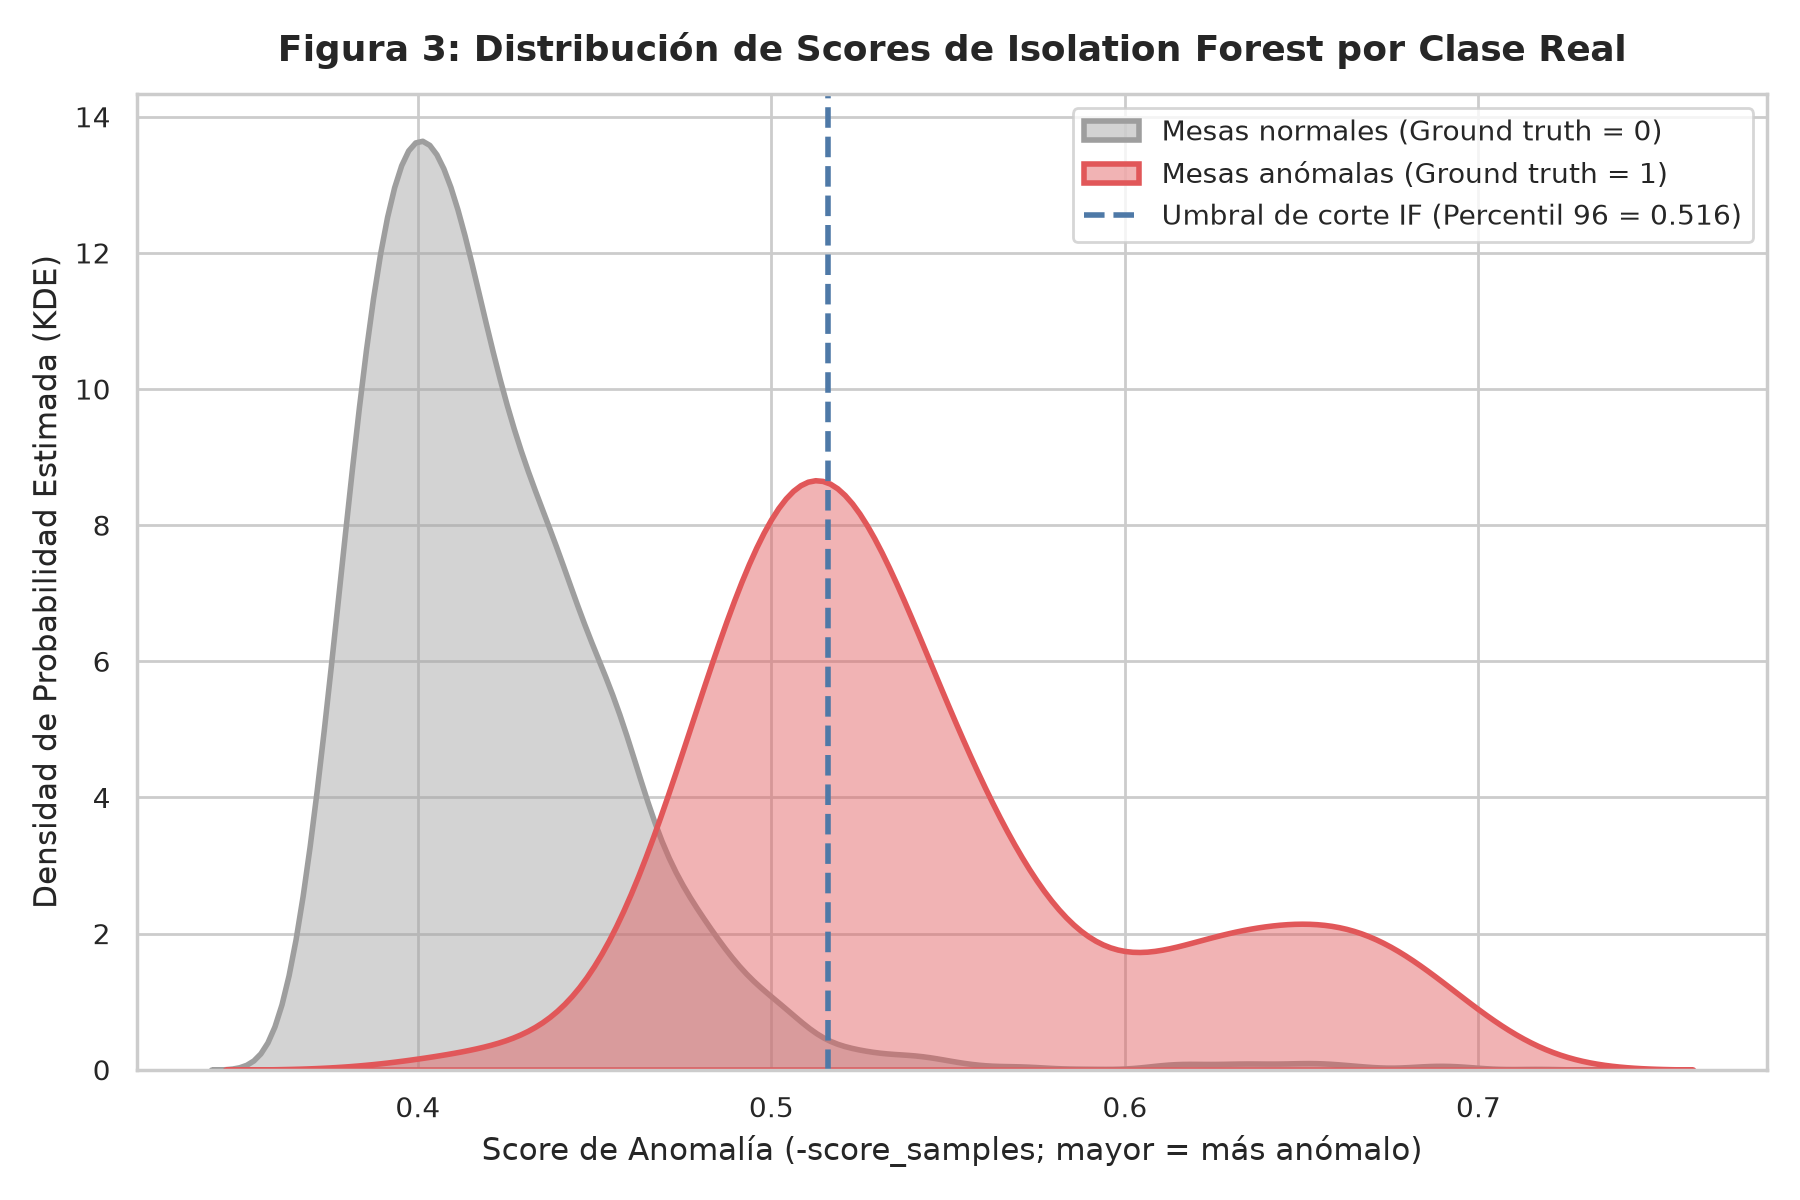 Figura 3: Distribución de Scores de Isolation Forest por Clase Real
Mesas normales (Ground truth = 0)
Mesas anómalas (Ground truth = 1)
Umbral de corte IF (Percentil 96 = 0.516)
Densidad de Probabilidad Estimada (KDE)
14
12
10
8
6
4
2
0
0.4 0.5 0.6 0.7
Score de Anomalía (-score_samples; mayor = más anómalo)